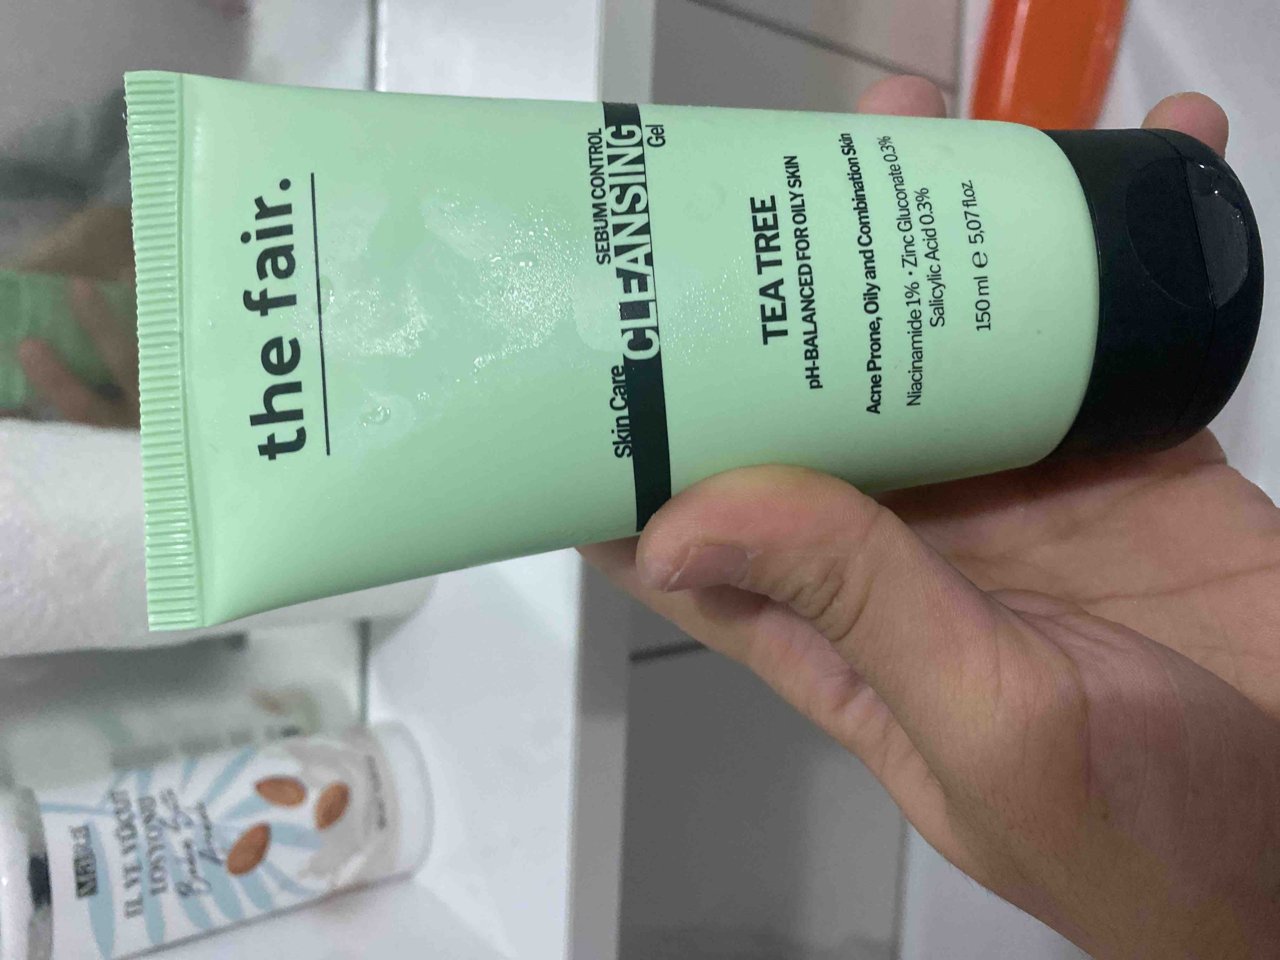 the fair.
SEBUM CONTROL
Skin Care CLEANSING
Gel
TEA TREE
pH-BALANCED FOR OILY SKIN
Acne Prone, Oily and Combination Skin
Niacinamide 1% • Zinc Gluconate 0.3%
Salicylic Acid 0.3%
150 ml ℮ 5,07 fl oz
EL VE VÜCUT
LOSYONU
Badem Sütü